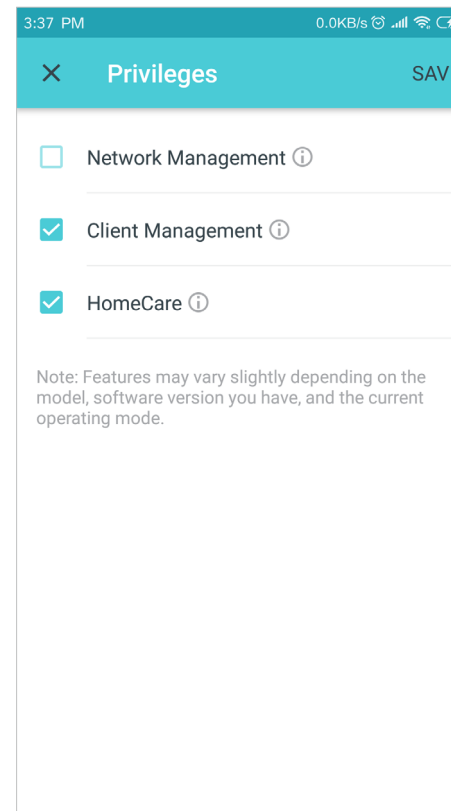 3:37 PM 0.0KB/s
Privileges SAV
Network Management
Client Management
HomeCare
Note: Features may vary slightly depending on the
model, software version you have, and the current
operating mode.